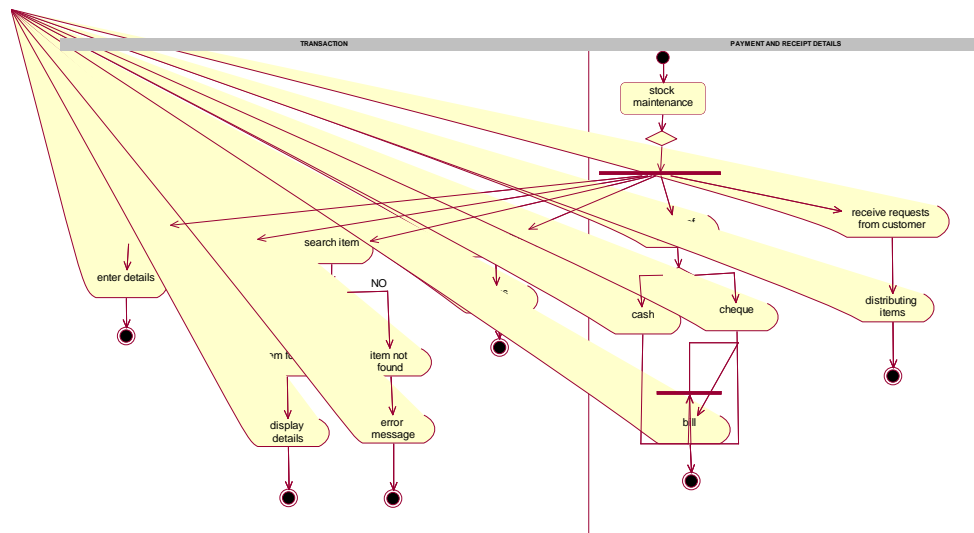 TRANSACTION
PAYMENT AND RECEIPT DETAILS
stock
maintenance
receive requests
from customer
search item
enter details
NO
distributing
items
cash
cheque
item not
found
display
details
error
message
bill